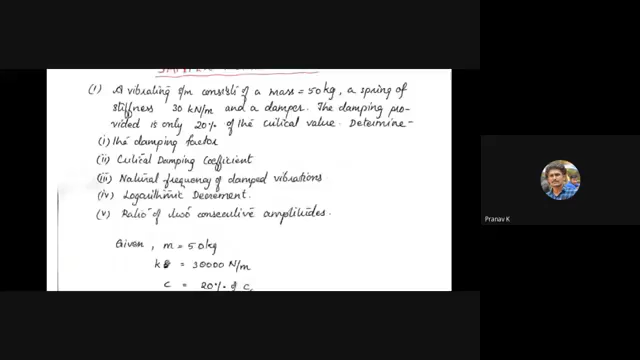 (1) A vibrating s/m consists of a mass = 50 kg, a spring of
stiffness 30 kN/m and a damper. The damping pro-
vided is only 20% of the critical value. Determine -
(i) the damping factor
(ii) Critical Damping Coefficient
(iii) Natural frequency of damped vibrations
(iv) Logarithmic Decrement.
(v) Ratio of two consecutive amplitudes.
Given, m = 50 kg
k = 30000 N/m
c = 20% of Cc
Pranav K